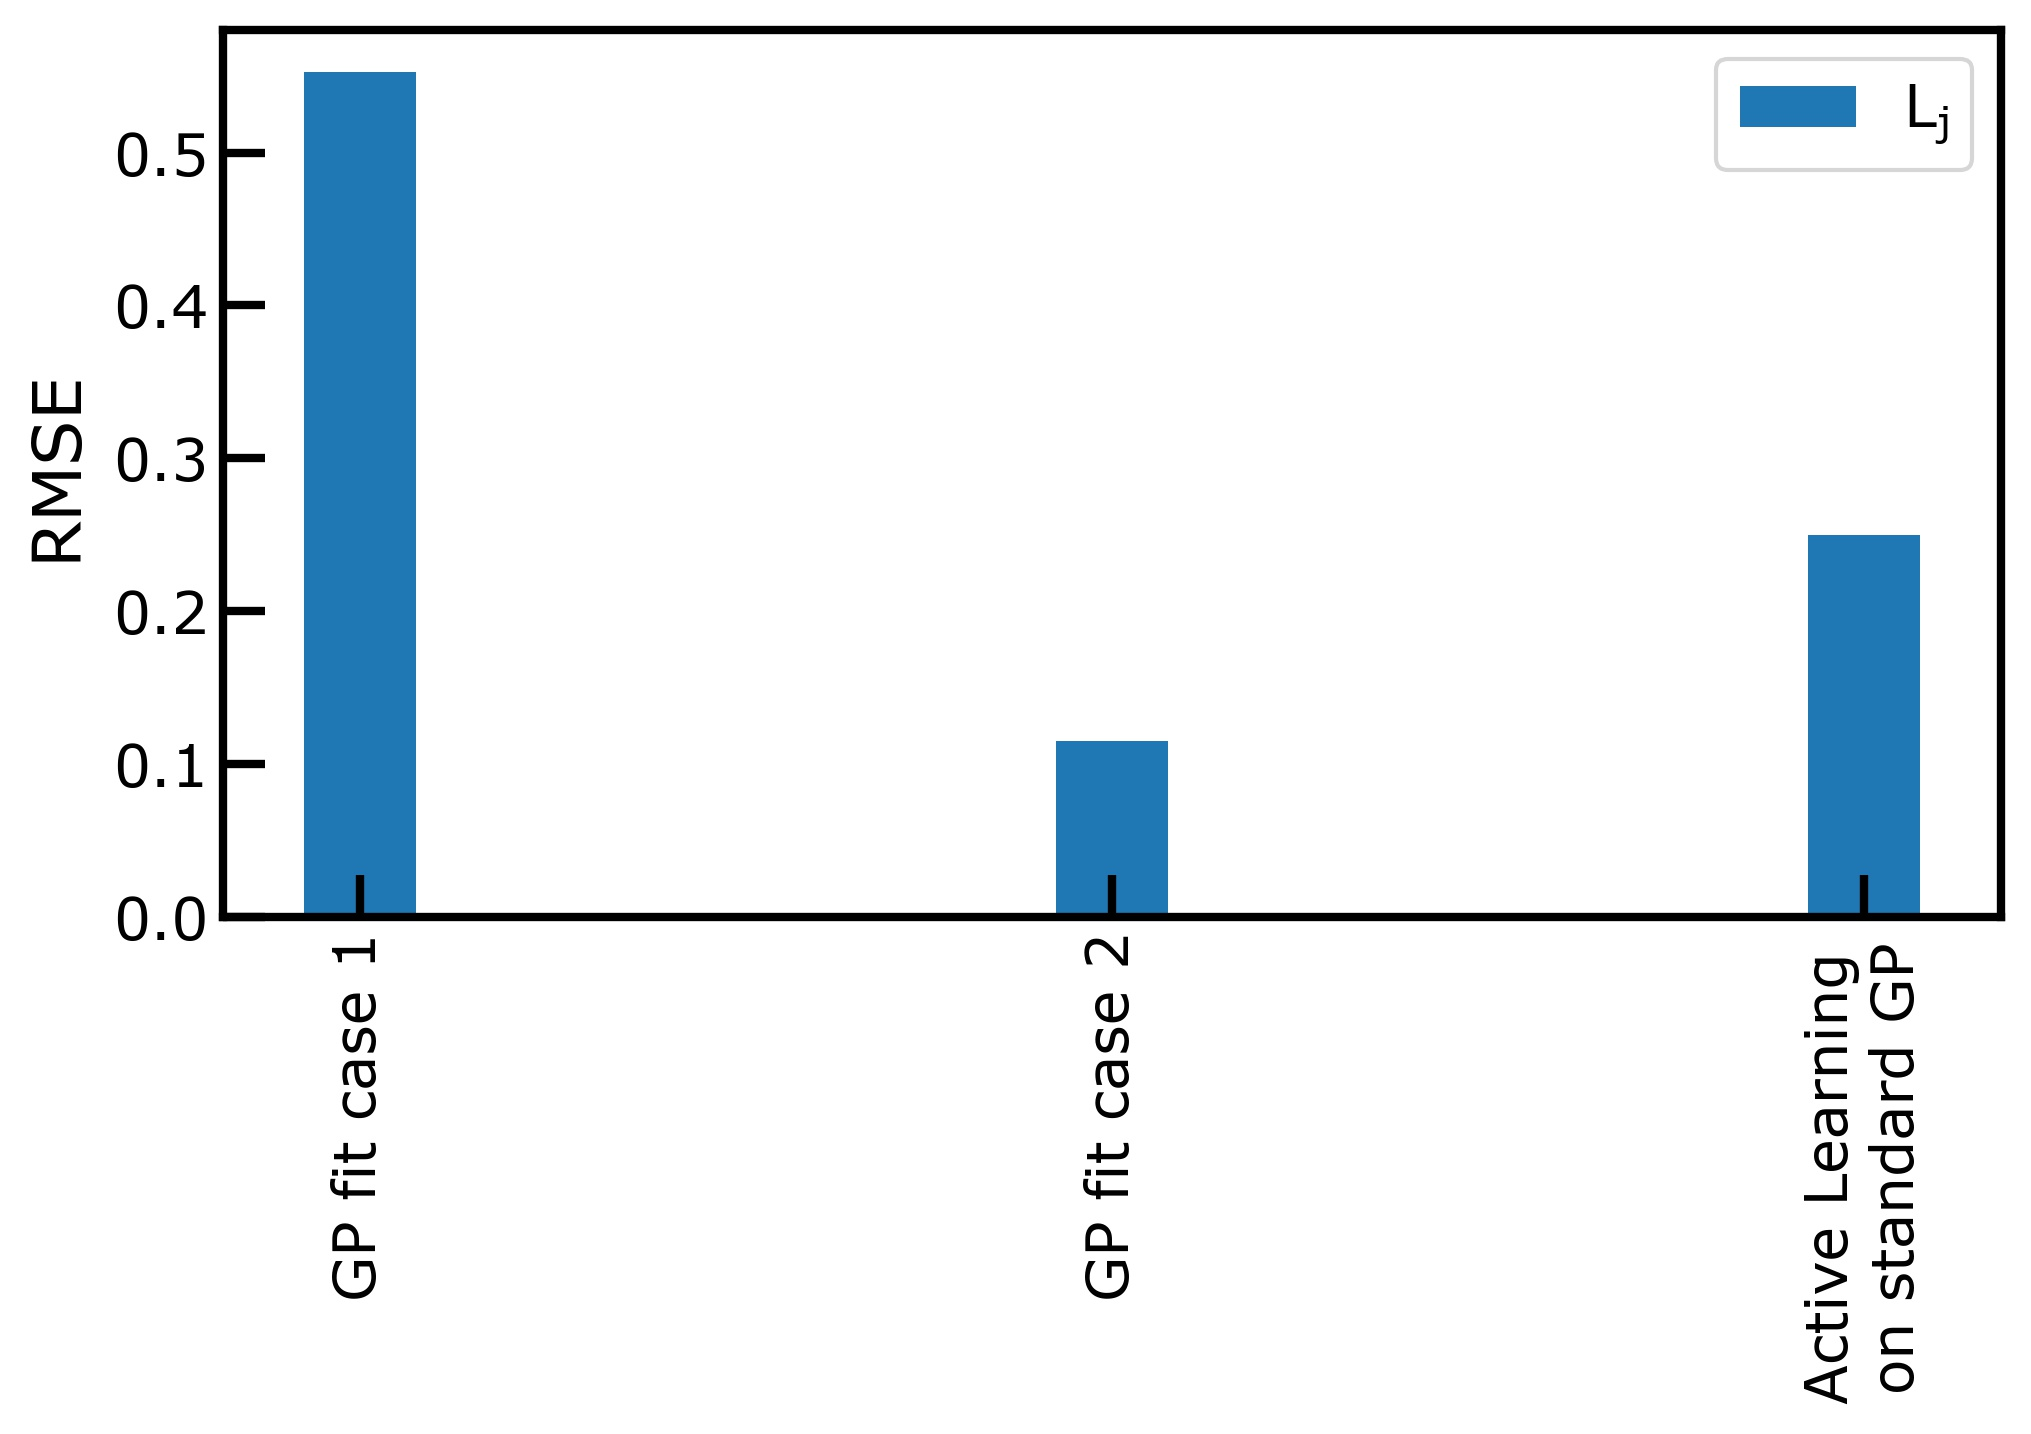 RMSE
0.5
0.4
0.3
0.2
0.1
0.0
L_j
GP fit case 1
GP fit case 2
Active Learning
on standard GP